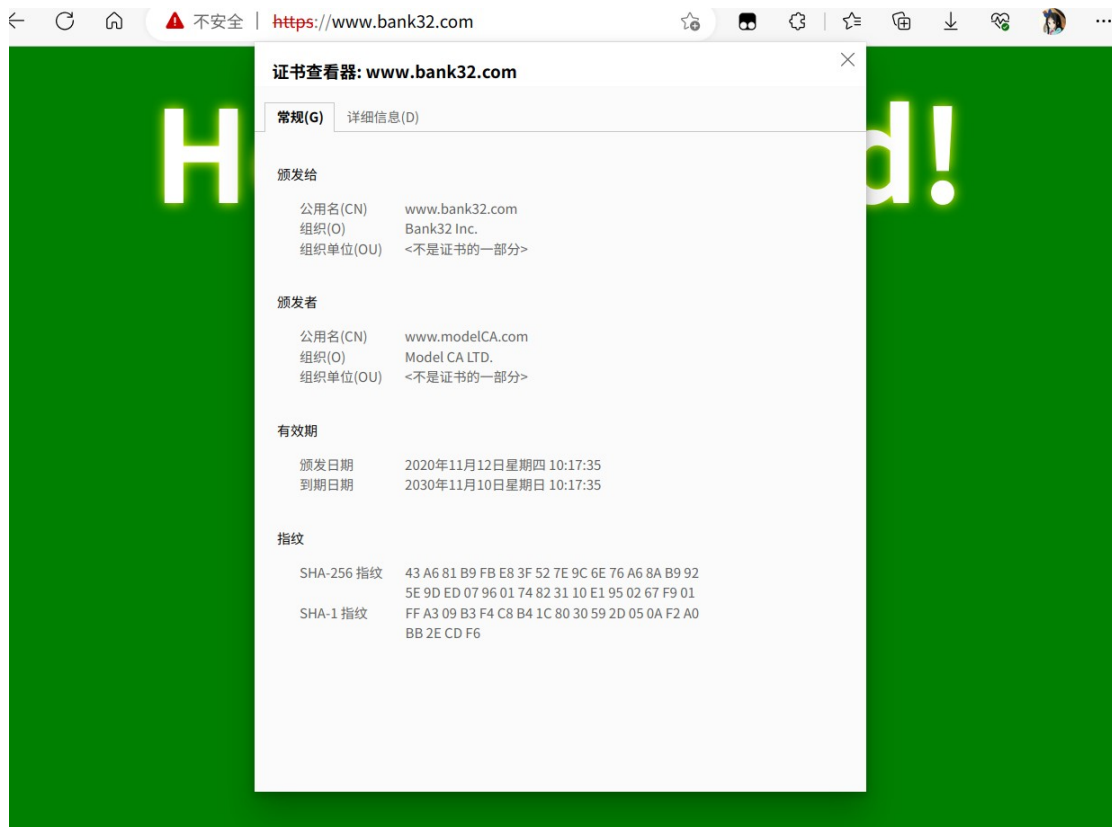 不安全 https://www.bank32.com
H d!
证书查看器: www.bank32.com
常规(G) 详细信息(D)
颁发给
公用名(CN) www.bank32.com
组织(O) Bank32 Inc.
组织单位(OU) <不是证书的一部分>
颁发者
公用名(CN) www.modelCA.com
组织(O) Model CA LTD.
组织单位(OU) <不是证书的一部分>
有效期
颁发日期 2020年11月12日星期四 10:17:35
到期日期 2030年11月10日星期日 10:17:35
指纹
SHA-256 指纹 43 A6 81 B9 FB E8 3F 52 7E 9C 6E 76 A6 8A B9 92
5E 9D ED 07 96 01 74 82 31 10 E1 95 02 67 F9 01
SHA-1 指纹 FF A3 09 B3 F4 C8 B4 1C 80 30 59 2D 05 0A F2 A0
BB 2E CD F6